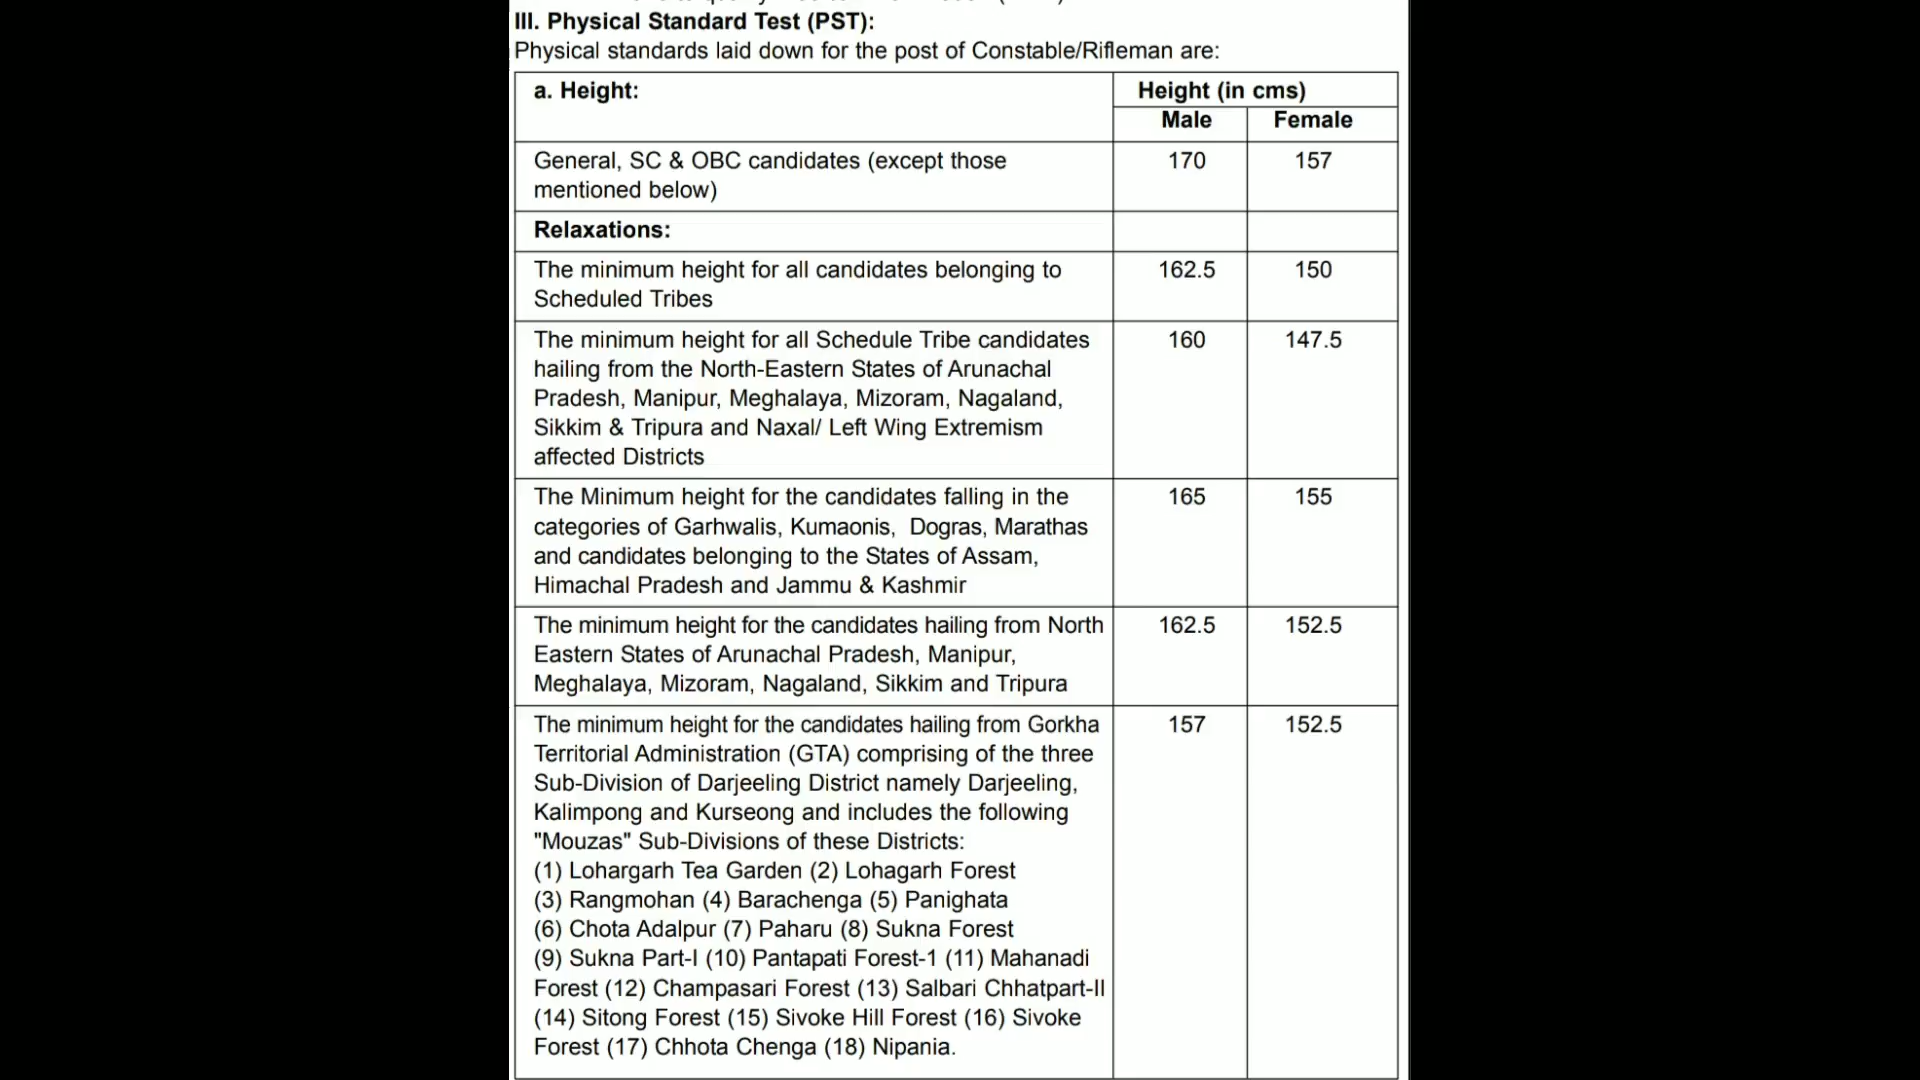 III. Physical Standard Test (PST):
Physical standards laid down for the post of Constable/Rifleman are:
a. Height:
Height (in cms)
Male
Female
General, SC & OBC candidates (except those
mentioned below)
170
157
Relaxations:
The minimum height for all candidates belonging to
Scheduled Tribes
162.5
150
The minimum height for all Schedule Tribe candidates
hailing from the North-Eastern States of Arunachal
Pradesh, Manipur, Meghalaya, Mizoram, Nagaland,
Sikkim & Tripura and Naxal/ Left Wing Extremism
affected Districts
160
147.5
The Minimum height for the candidates falling in the
categories of Garhwalis, Kumaonis, Dogras, Marathas
and candidates belonging to the States of Assam,
Himachal Pradesh and Jammu & Kashmir
165
155
The minimum height for the candidates hailing from North
Eastern States of Arunachal Pradesh, Manipur,
Meghalaya, Mizoram, Nagaland, Sikkim and Tripura
162.5
152.5
The minimum height for the candidates hailing from Gorkha
Territorial Administration (GTA) comprising of the three
Sub-Division of Darjeeling District namely Darjeeling,
Kalimpong and Kurseong and includes the following
"Mouzas" Sub-Divisions of these Districts:
(1) Lohargarh Tea Garden (2) Lohagarh Forest
(3) Rangmohan (4) Barachenga (5) Panighata
(6) Chota Adalpur (7) Paharu (8) Sukna Forest
(9) Sukna Part-I (10) Pantapati Forest-1 (11) Mahanadi
Forest (12) Champasari Forest (13) Salbari Chhatpart-II
(14) Sitong Forest (15) Sivoke Hill Forest (16) Sivoke
Forest (17) Chhota Chenga (18) Nipania.
157
152.5